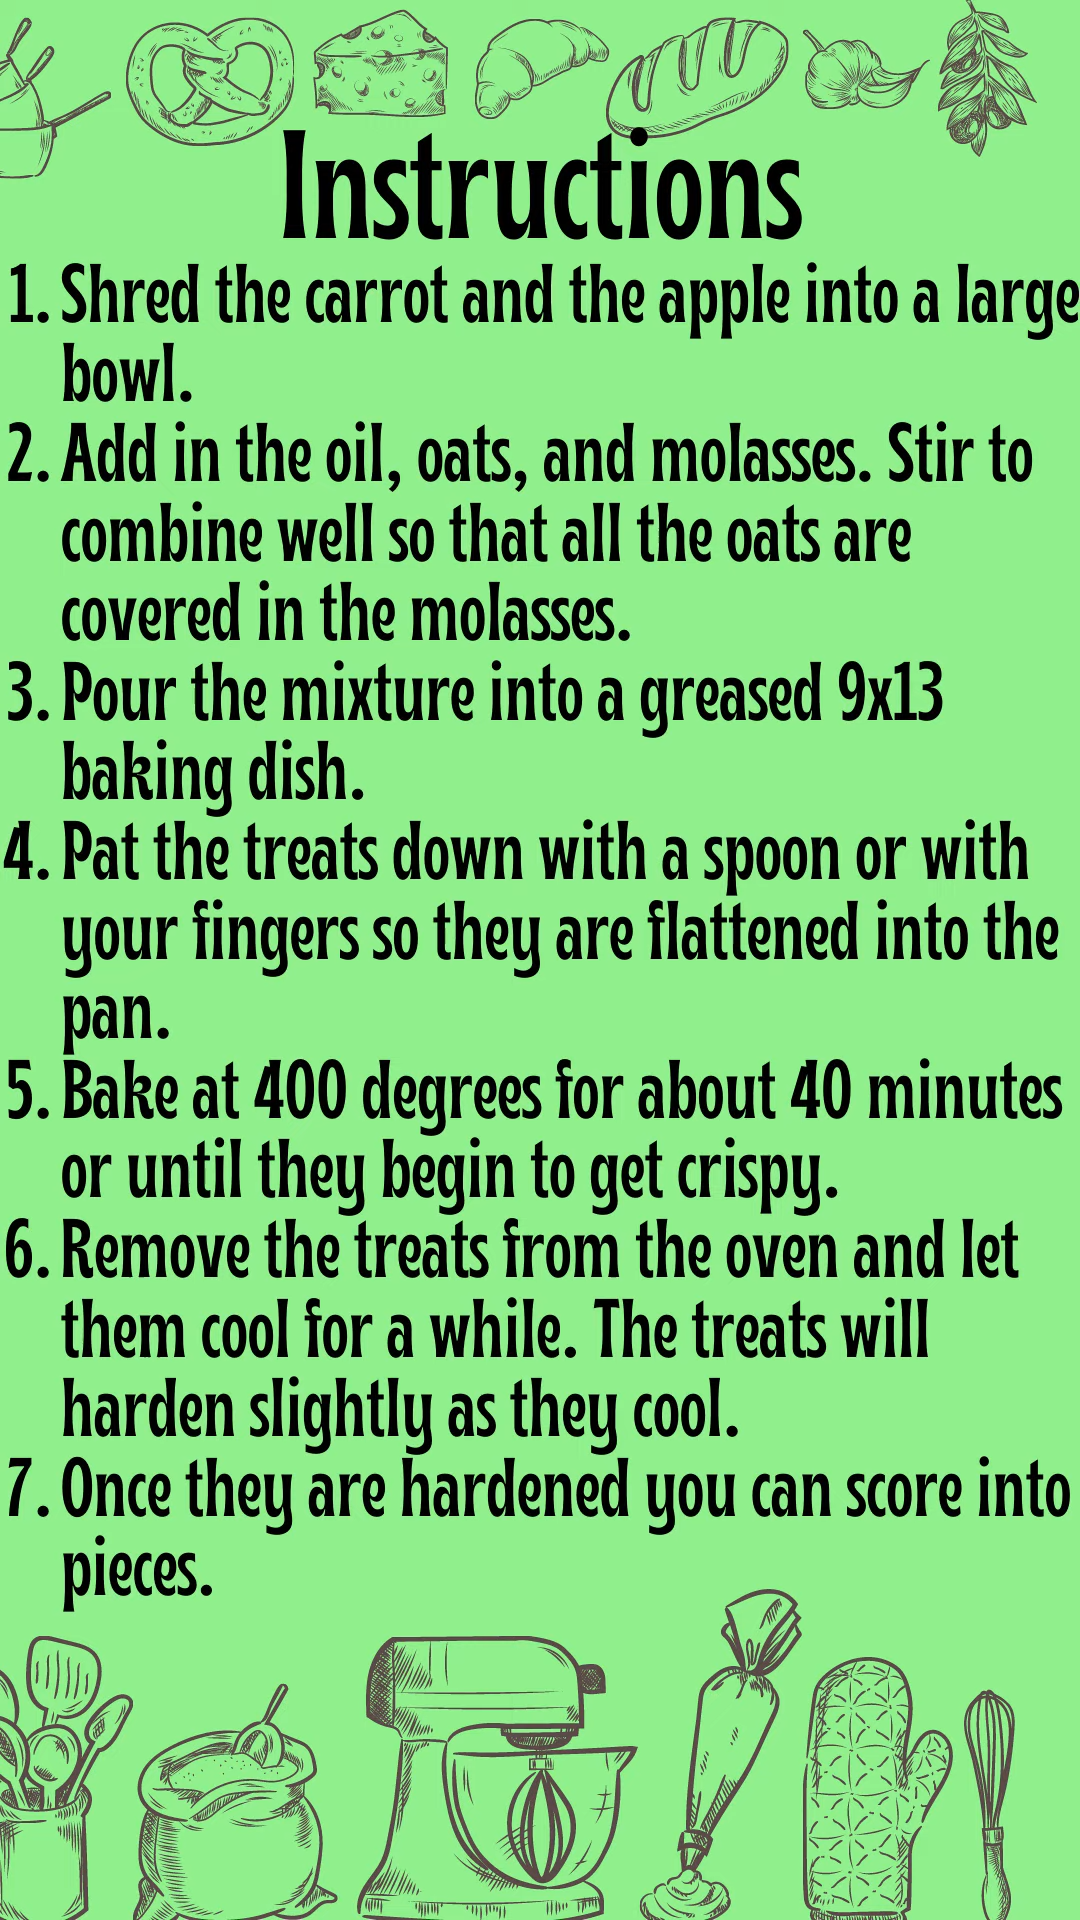 Instructions
1. Shred the carrot and the apple into a large
bowl.
2. Add in the oil, oats, and molasses. Stir to
combine well so that all the oats are
covered in the molasses.
3. Pour the mixture into a greased 9x13
baking dish.
4. Pat the treats down with a spoon or with
your fingers so they are flattened into the
pan.
5. Bake at 400 degrees for about 40 minutes
or until they begin to get crispy.
6. Remove the treats from the oven and let
them cool for a while. The treats will
harden slightly as they cool.
7. Once they are hardened you can score into
pieces.